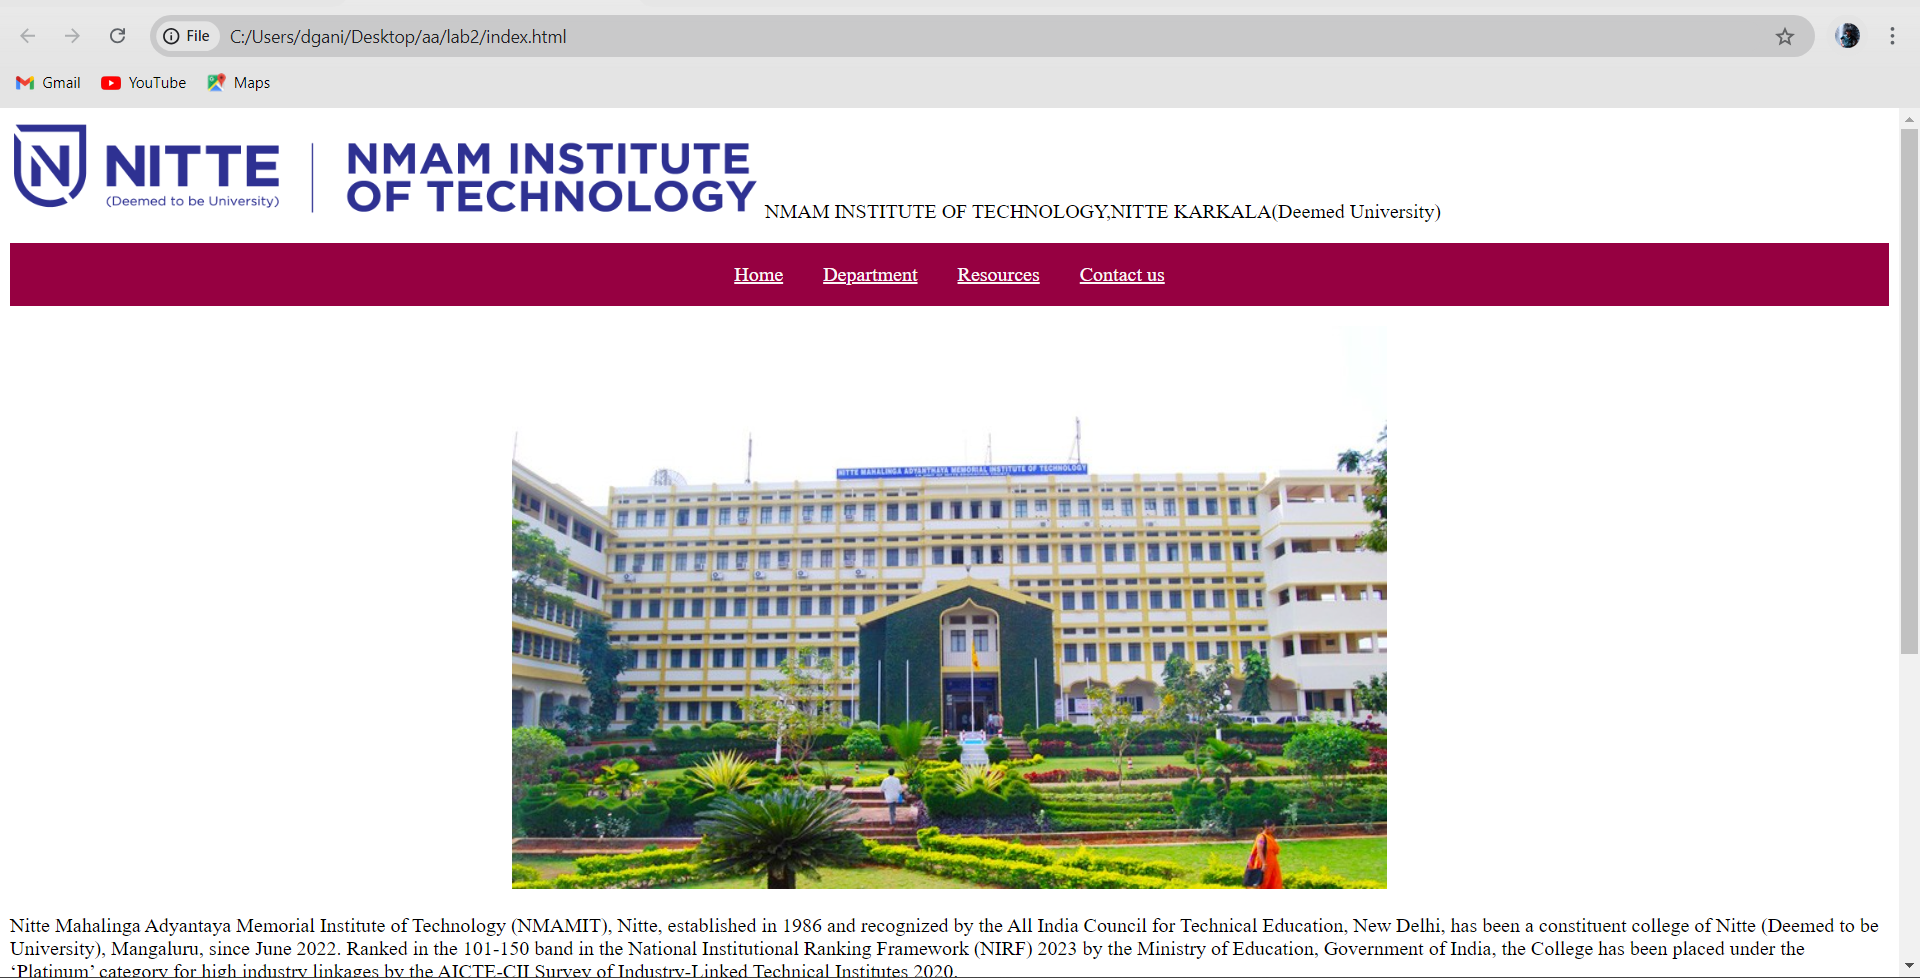 File
C:/Users/dgani/Desktop/aa/lab2/index.html
Gmail YouTube Maps
N NITTE
(Deemed to be University)
NMAM INSTITUTE
OF TECHNOLOGY
NMAM INSTITUTE OF TECHNOLOGY,NITTE KARKALA(Deemed University)
Home Department Resources Contact us
NITTE MAHALINGA ADYANTHAYA MEMORIAL INSTITUTE OF TECHNOLOGY
Nitte Mahalinga Adyantaya Memorial Institute of Technology (NMAMIT), Nitte, established in 1986 and recognized by the All India Council for Technical Education, New Delhi, has been a constituent college of Nitte (Deemed to be
University), Mangaluru, since June 2022. Ranked in the 101-150 band in the National Institutional Ranking Framework (NIRF) 2023 by the Ministry of Education, Government of India, the College has been placed under the
‘Platinum’ category for high industry linkages by the AICTE-CII Survey of Industry-Linked Technical Institutes 2020.